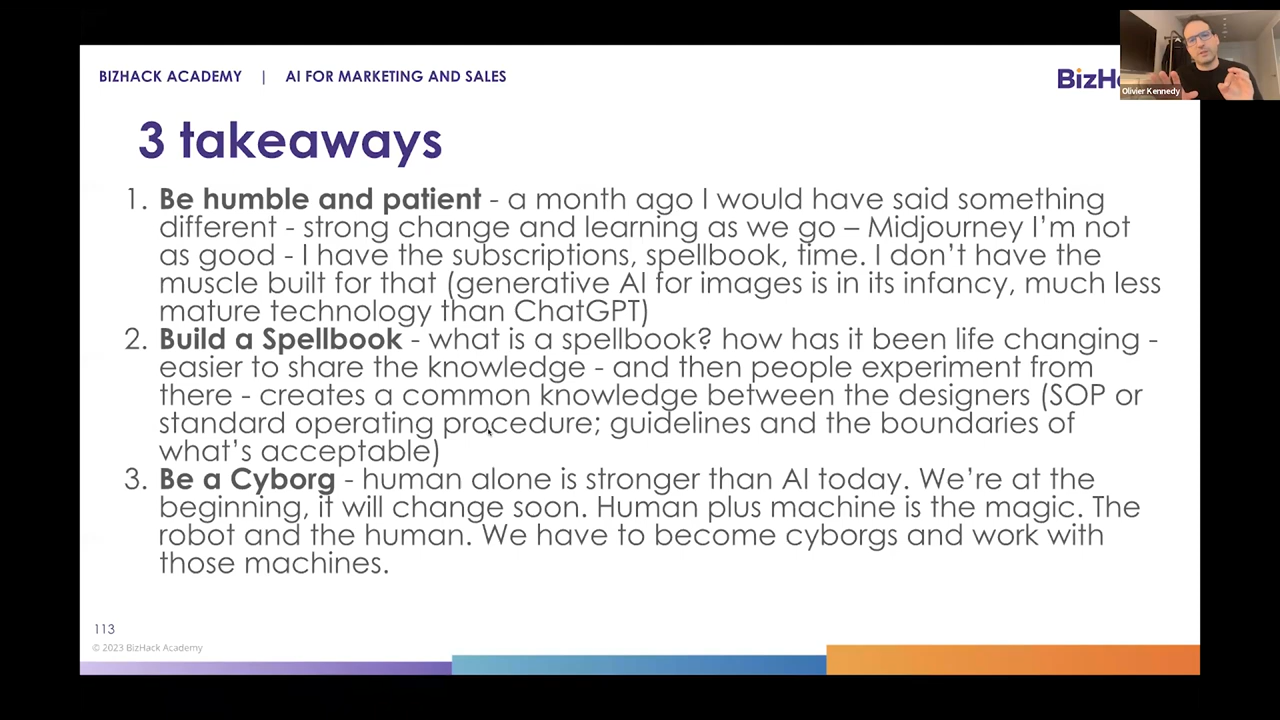 BIZHACK ACADEMY | AI FOR MARKETING AND SALES
BizHa
Olivier Kennedy
3 takeaways
1. Be humble and patient - a month ago I would have said something
different - strong change and learning as we go – Midjourney I’m not
as good - I have the subscriptions, spellbook, time. I don’t have the
muscle built for that (generative AI for images is in its infancy, much less
mature technology than ChatGPT)
2. Build a Spellbook - what is a spellbook? how has it been life changing -
easier to share the knowledge - and then people experiment from
there - creates a common knowledge between the designers (SOP or
standard operating procedure; guidelines and the boundaries of
what’s acceptable)
3. Be a Cyborg - human alone is stronger than AI today. We’re at the
beginning, it will change soon. Human plus machine is the magic. The
robot and the human. We have to become cyborgs and work with
those machines.
113
© 2023 BizHack Academy